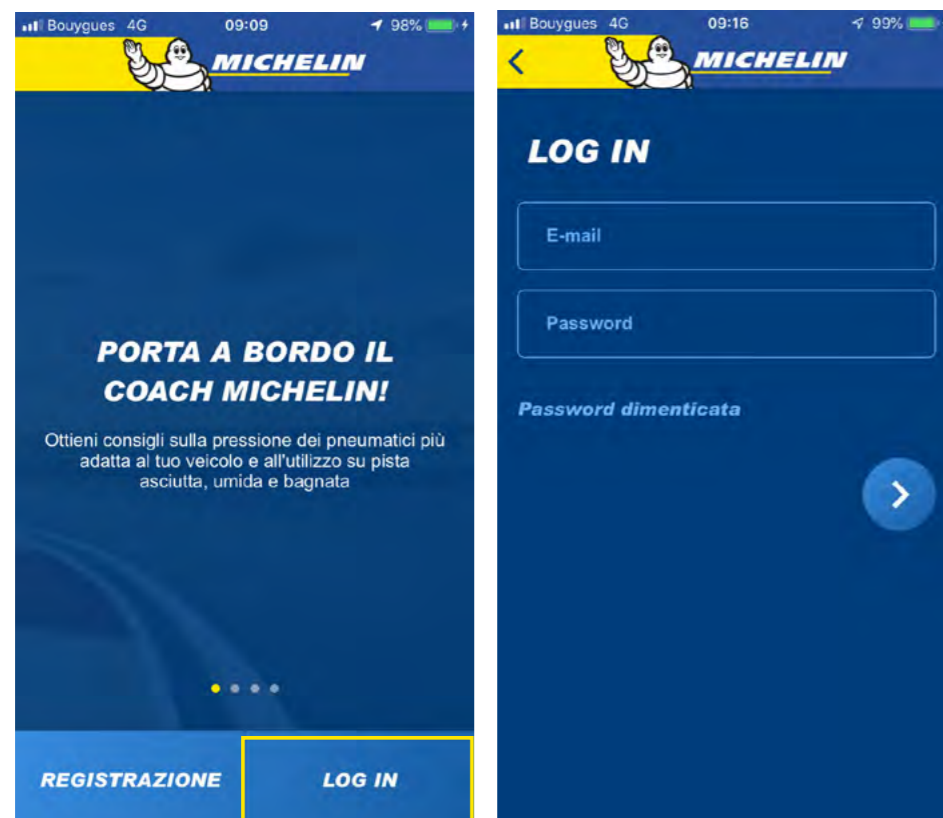 Bouygues 4G 09:09 98%
MICHELIN
PORTA A BORDO IL
COACH MICHELIN!
Ottieni consigli sulla pressione dei pneumatici più
adatta al tuo veicolo e all'utilizzo su pista
asciutta, umida e bagnata
REGISTRAZIONE LOG IN
Bouygues 4G 09:16 99%
MICHELIN
LOG IN
E-mail
Password
Password dimenticata